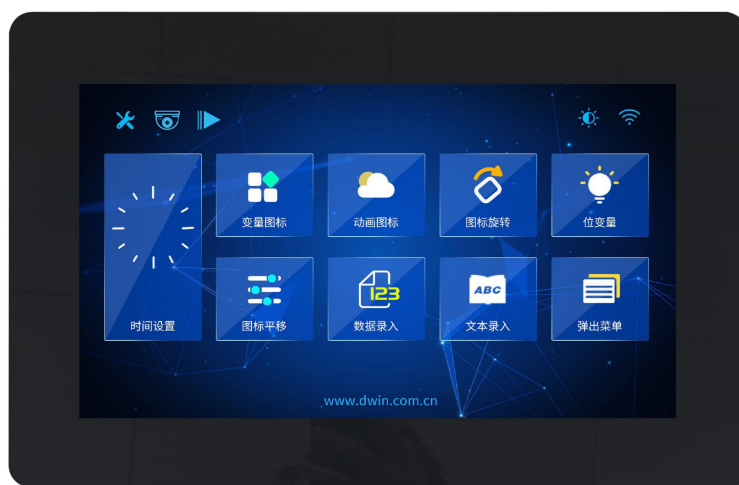 变量图标
动画图标
图标旋转
位变量
时间设置
图标平移
123
数据录入
ABC
文本录入
弹出菜单
www.dwin.com.cn